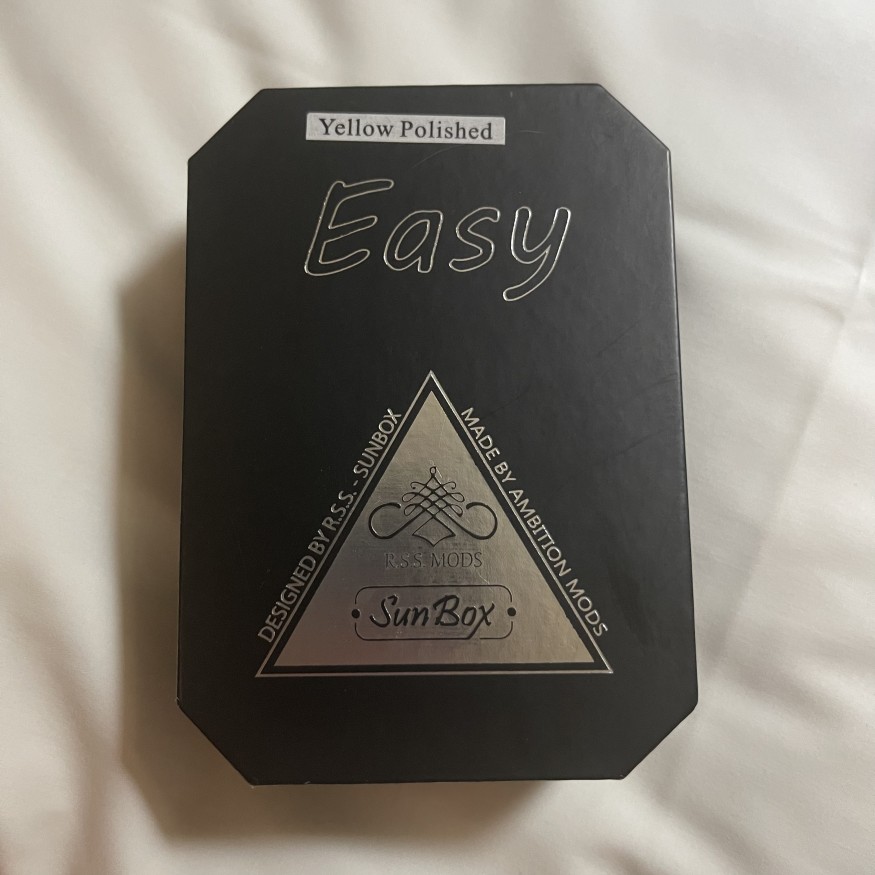 Yellow Polished
Easy
DESIGNED BY R.S.S. - SUNBOX
MADE BY AMBITION MODS
R.S.S. MODS
SunBox